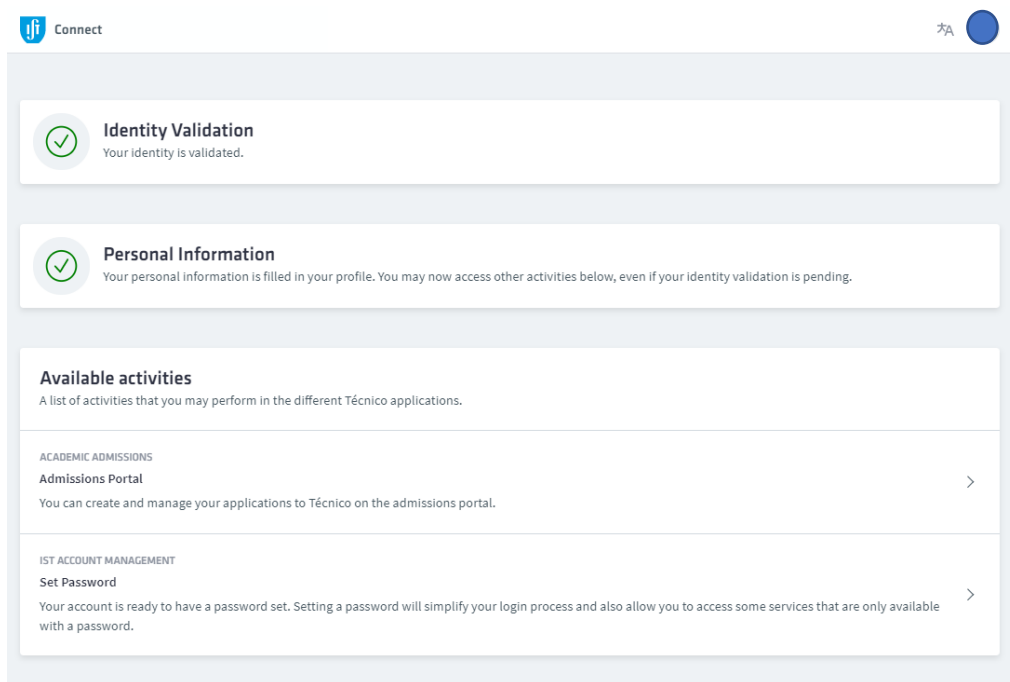 Connect
Identity Validation
Your identity is validated.
Personal Information
Your personal information is filled in your profile. You may now access other activities below, even if your identity validation is pending.
Available activities
A list of activities that you may perform in the different Técnico applications.
ACADEMIC ADMISSIONS
Admissions Portal
You can create and manage your applications to Técnico on the admissions portal.
IST ACCOUNT MANAGEMENT
Set Password
Your account is ready to have a password set. Setting a password will simplify your login process and also allow you to access some services that are only available
with a password.